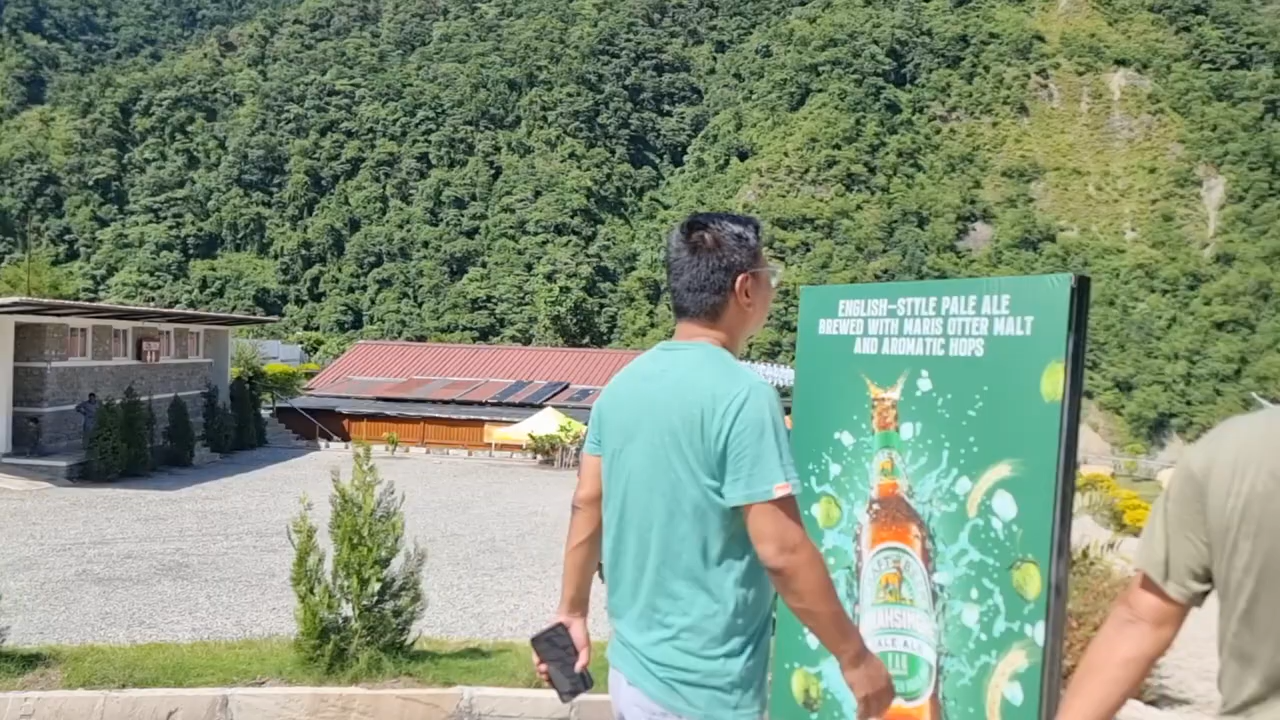 ENGLISH-STYLE PALE ALE
BREWED WITH MARIS OTTER MALT
AND AROMATIC HOPS
PALE ALE